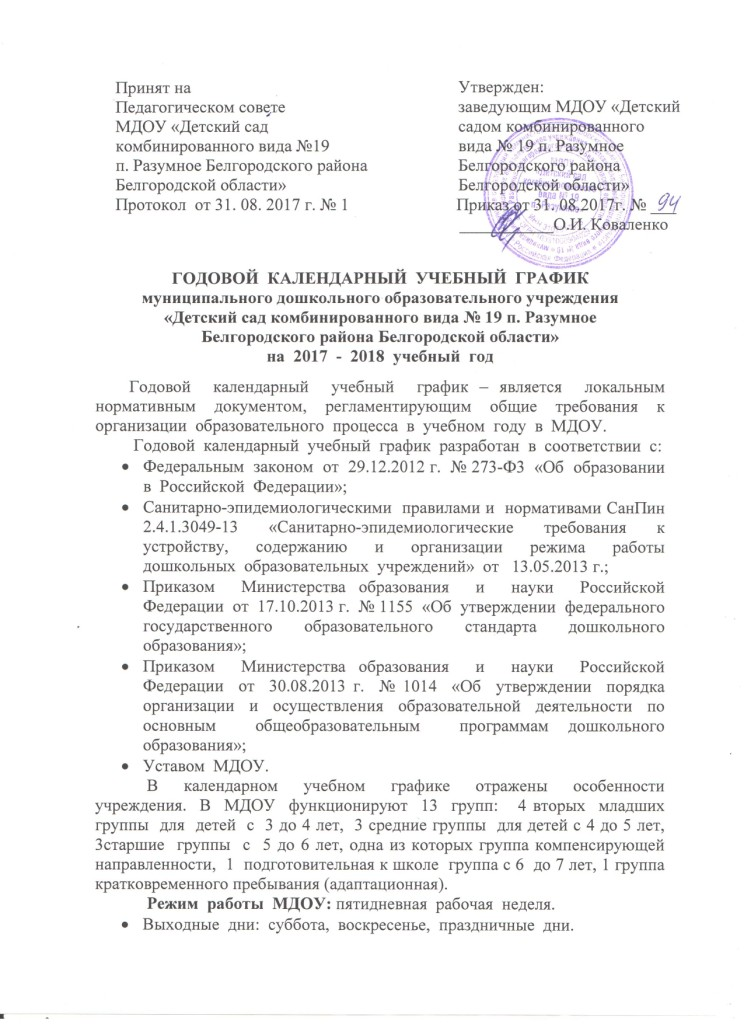 Принят на
Педагогическом совете
МДОУ «Детский сад
комбинированного вида №19
п. Разумное Белгородского района
Белгородской области»
Протокол от 31. 08. 2017 г. № 1
Утвержден:
заведующим МДОУ «Детский
садом комбинированного
вида № 19 п. Разумное
Белгородского района
Белгородской области»
Приказ от 31. 08.2017г. № 94
___________О.И. Коваленко
ГОДОВОЙ КАЛЕНДАРНЫЙ УЧЕБНЫЙ ГРАФИК
муниципального дошкольного образовательного учреждения
«Детский сад комбинированного вида № 19 п. Разумное
Белгородского района Белгородской области»
на 2017 - 2018 учебный год
Годовой календарный учебный график – является локальным
нормативным документом, регламентирующим общие требования к
организации образовательного процесса в учебном году в МДОУ.
Годовой календарный учебный график разработан в соответствии с:
• Федеральным законом от 29.12.2012 г. № 273-ФЗ «Об образовании
в Российской Федерации»;
• Санитарно-эпидемиологическими правилами и нормативами СанПин
2.4.1.3049-13 «Санитарно-эпидемиологические требования к
устройству, содержанию и организации режима работы
дошкольных образовательных учреждений» от 13.05.2013 г.;
• Приказом Министерства образования и науки Российской
Федерации от 17.10.2013 г. № 1155 «Об утверждении федерального
государственного образовательного стандарта дошкольного
образования»;
• Приказом Министерства образования и науки Российской
Федерации от 30.08.2013 г. № 1014 «Об утверждении порядка
организации и осуществления образовательной деятельности по
основным общеобразовательным программам дошкольного
образования»;
• Уставом МДОУ.
В календарном учебном графике отражены особенности
учреждения. В МДОУ функционируют 13 групп: 4 вторых младших
группы для детей с 3 до 4 лет, 3 средние группы для детей с 4 до 5 лет,
3старшие группы с 5 до 6 лет, одна из которых группа компенсирующей
направленности, 1 подготовительная к школе группа с 6 до 7 лет, 1 группа
кратковременного пребывания (адаптационная).
Режим работы МДОУ: пятидневная рабочая неделя.
• Выходные дни: суббота, воскресенье, праздничные дни.